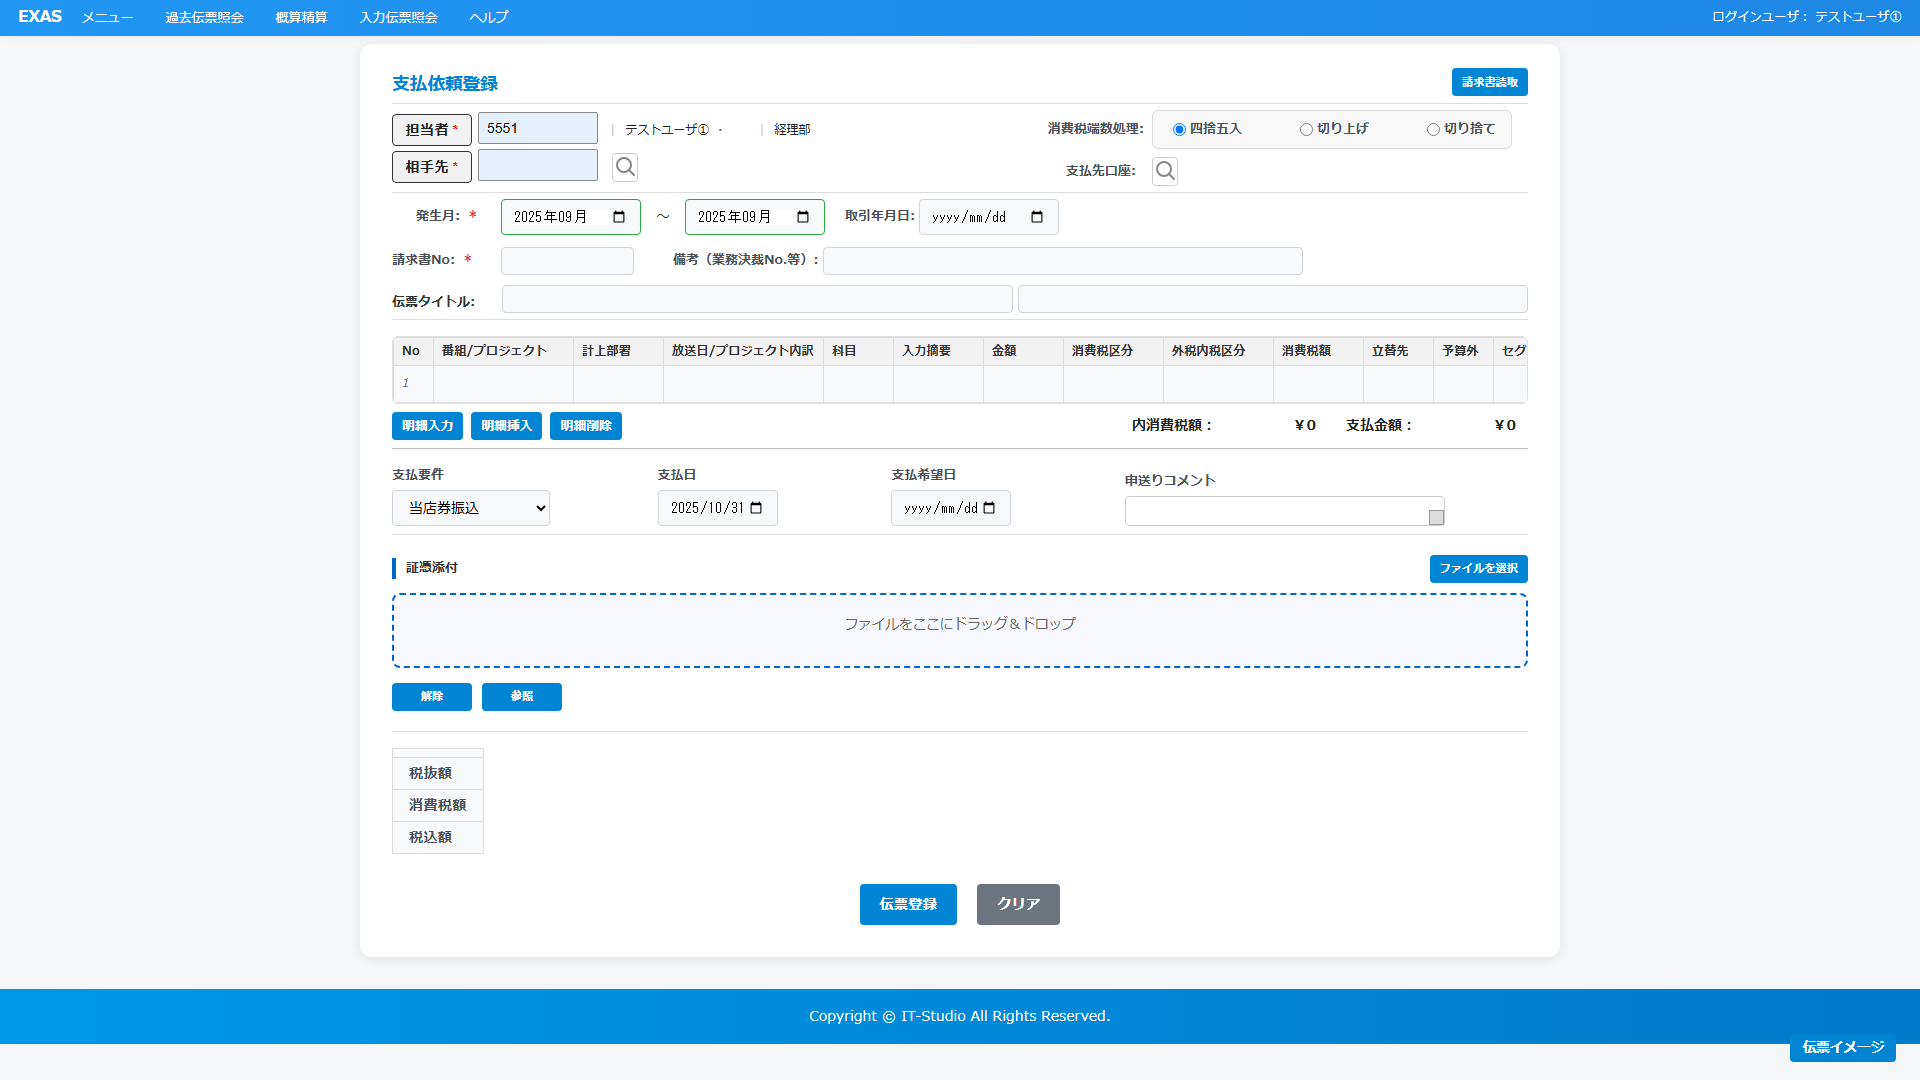 EXAS メニュー 過去伝票照会 概算精算 入力伝票照会 ヘルプ ログインユーザ： テストユーザ①
支払依頼登録 請求書読取
担当者 * 5551 | テストユーザ① ・ | 経理部 消費税端数処理: 四捨五入 切り上げ 切り捨て
相手先 * 支払先口座:
発生月: * 2025年09月 ～ 2025年09月 取引年月日: yyyy/mm/dd
請求書No: * 備考（業務決裁No.等）:
伝票タイトル:
No 番組/プロジェクト 計上部署 放送日/プロジェクト内訳 科目 入力摘要 金額 消費税区分 外税内税区分 消費税額 立替先 予算外 セグ
1
明細入力 明細挿入 明細削除 内消費税額： ¥0 支払金額： ¥0
支払要件 支払日 支払希望日 申送りコメント
当店券振込 2025/10/31 yyyy/mm/dd
証憑添付 ファイルを選択
ファイルをここにドラッグ＆ドロップ
解除 参照
税抜額
消費税額
税込額
伝票登録 クリア
Copyright © IT-Studio All Rights Reserved.
伝票イメージ